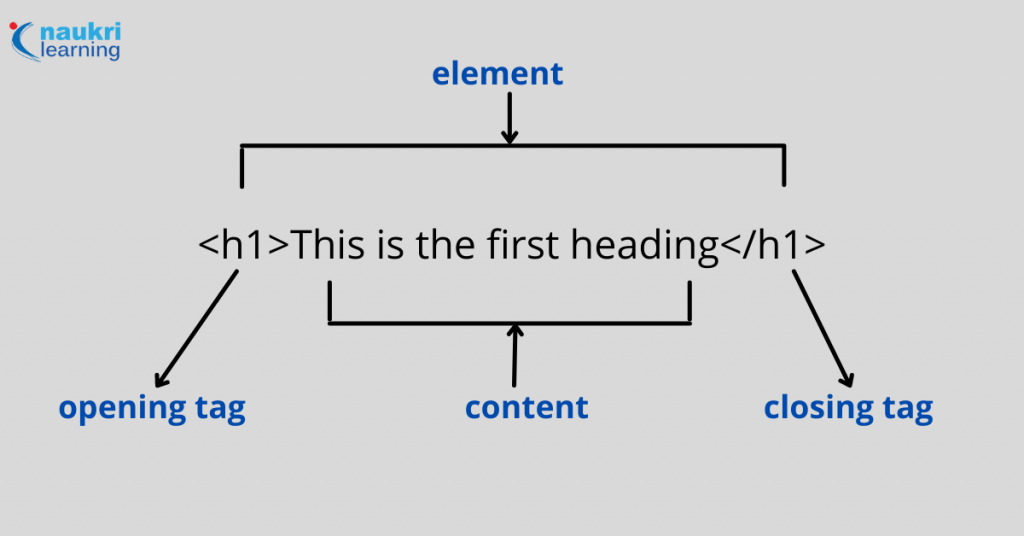 naukri
learning
element
<h1>This is the first heading</h1>
opening tag
content
closing tag